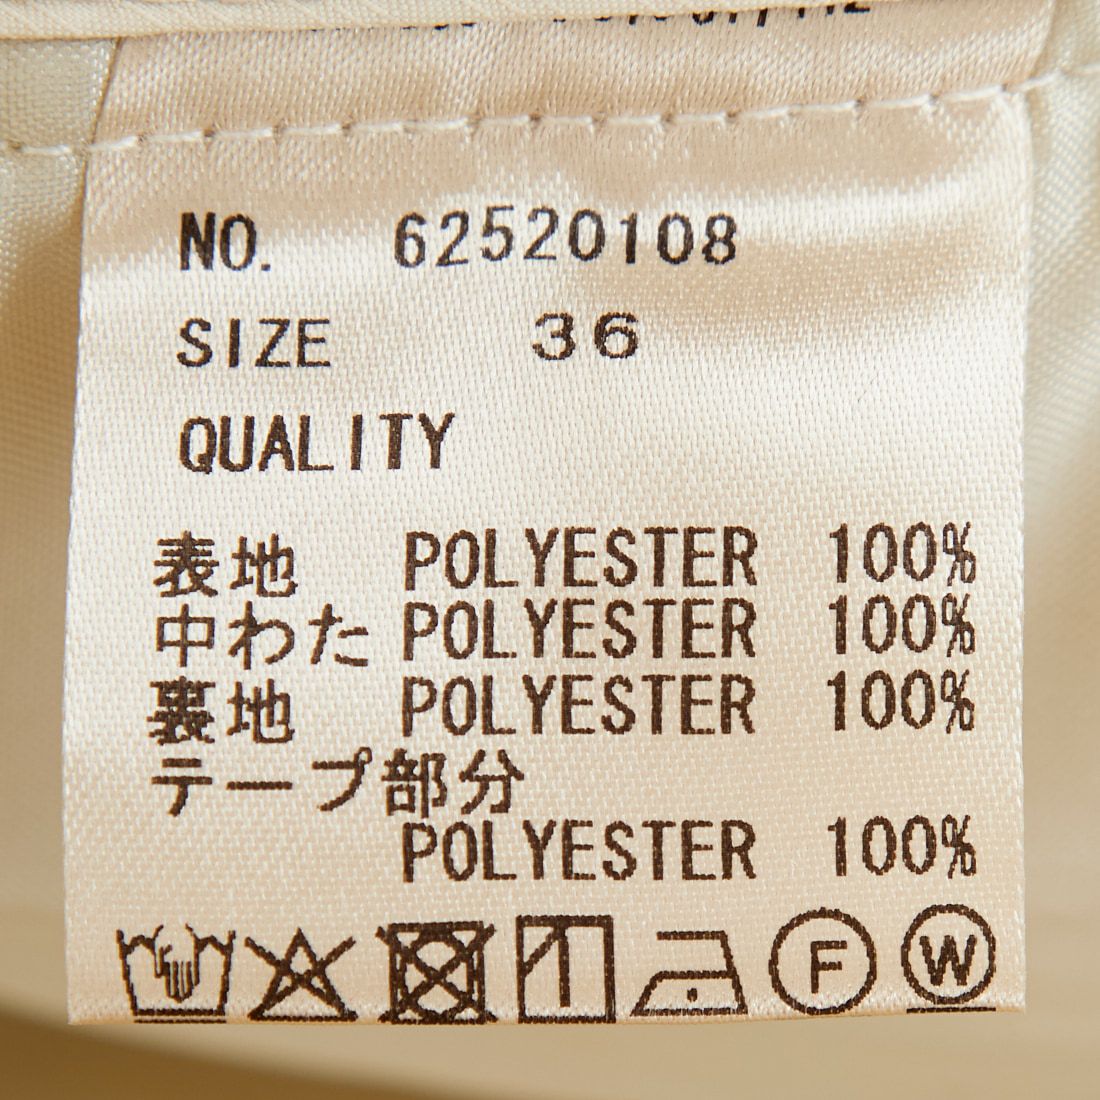 NO. 62520108
SIZE 36
QUALITY
表地 POLYESTER 100%
中わた POLYESTER 100%
裏地 POLYESTER 100%
テープ部分
POLYESTER 100%
F W